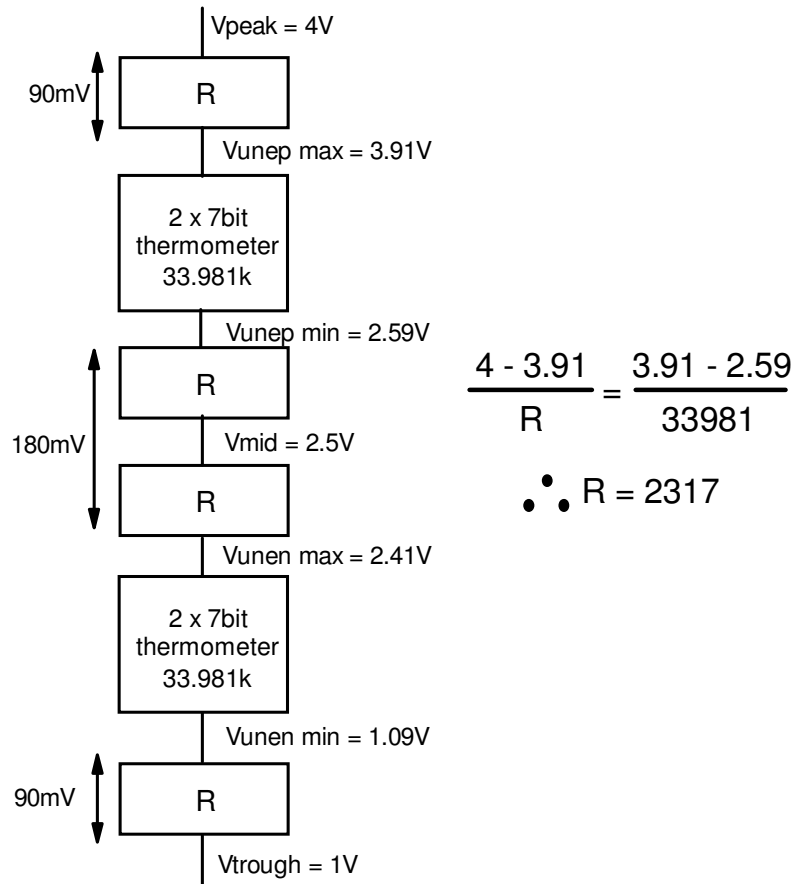 Vpeak = 4V
90mV
R
Vunep max = 3.91V
2 x 7bit
thermometer
33.981k
Vunep min = 2.59V
R
180mV
Vmid = 2.5V
R
Vunen max = 2.41V
2 x 7bit
thermometer
33.981k
Vunen min = 1.09V
90mV
R
Vtrough = 1V
4 - 3.91
R
=
3.91 - 2.59
33981
∴ R = 2317